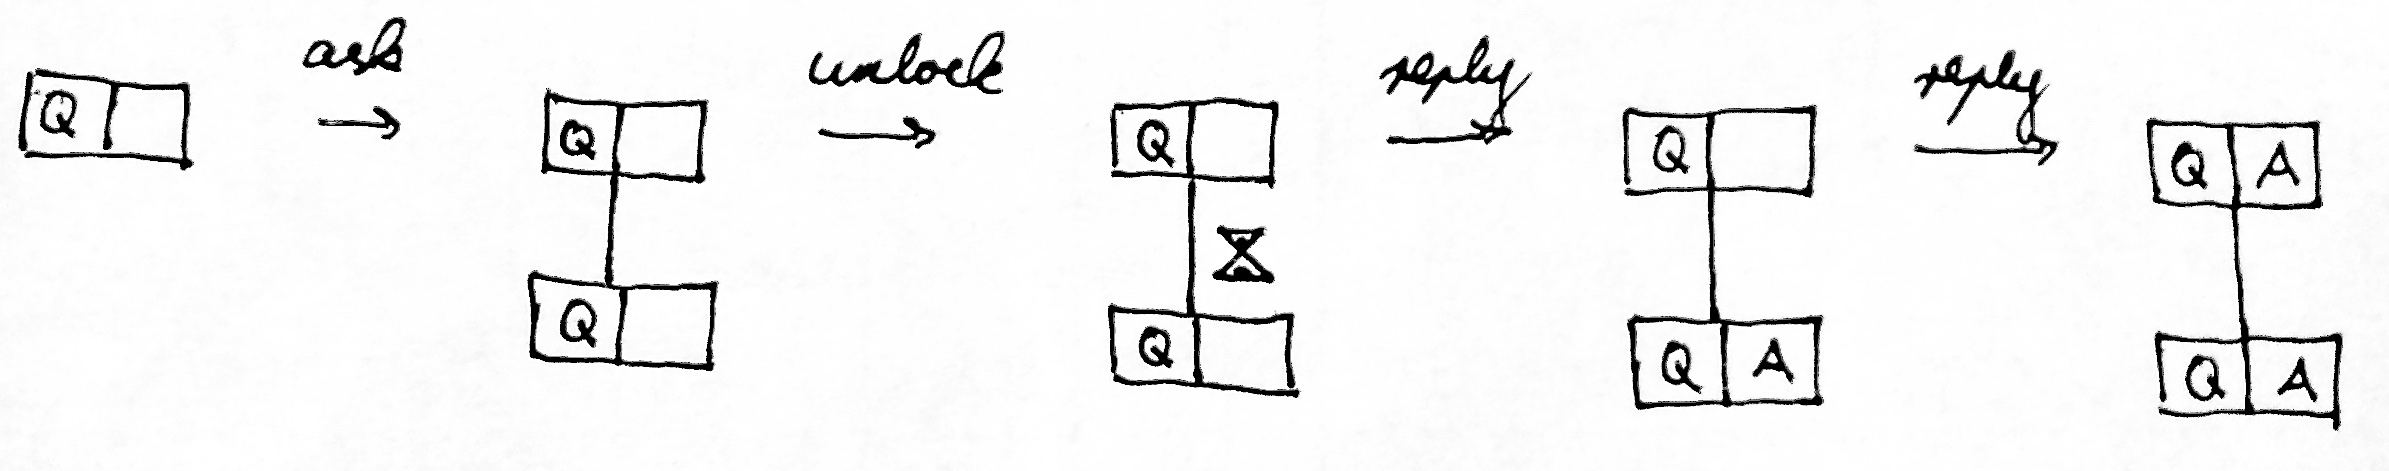 ask unlock reply reply
Q Q Q Q Q A
Q Q Q A Q A